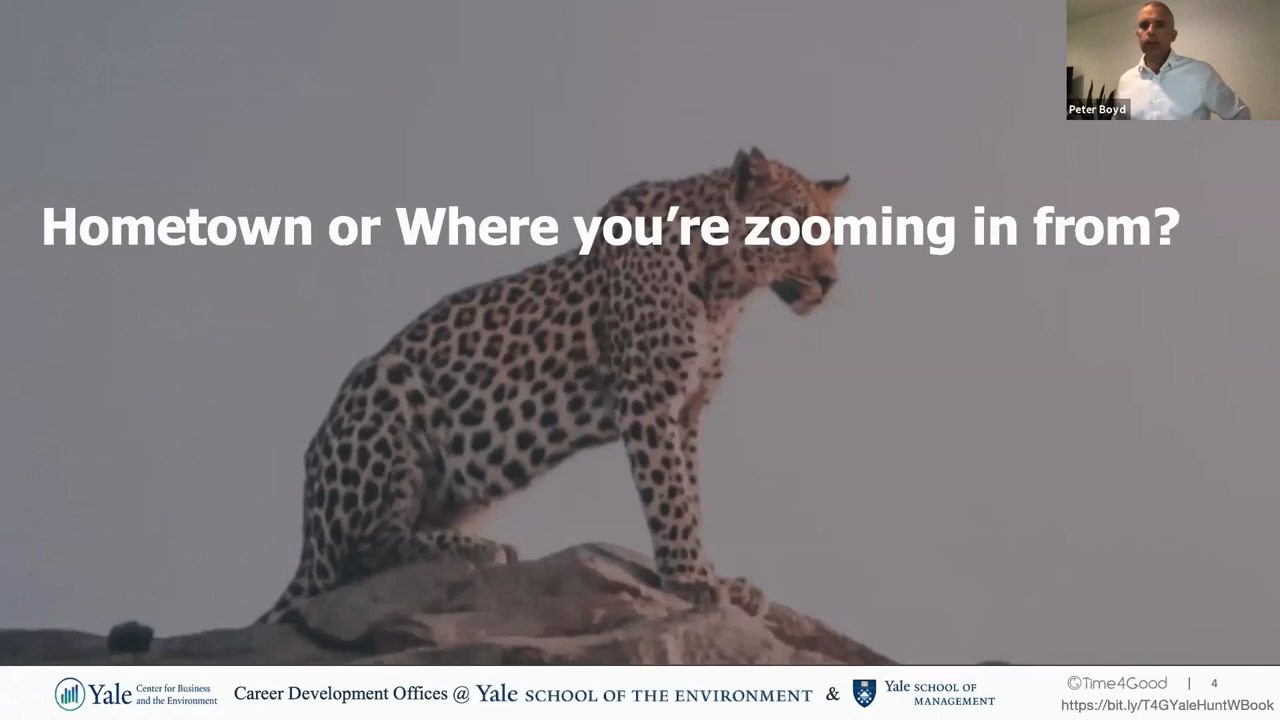 Peter Boyd
Hometown or Where you’re zooming in from?
Yale Center for Business
and the Environment
Career Development Offices @ Yale SCHOOL OF THE ENVIRONMENT & Yale SCHOOL OF
MANAGEMENT
©Time4Good | 4
https://bit.ly/T4GYaleHuntWBook